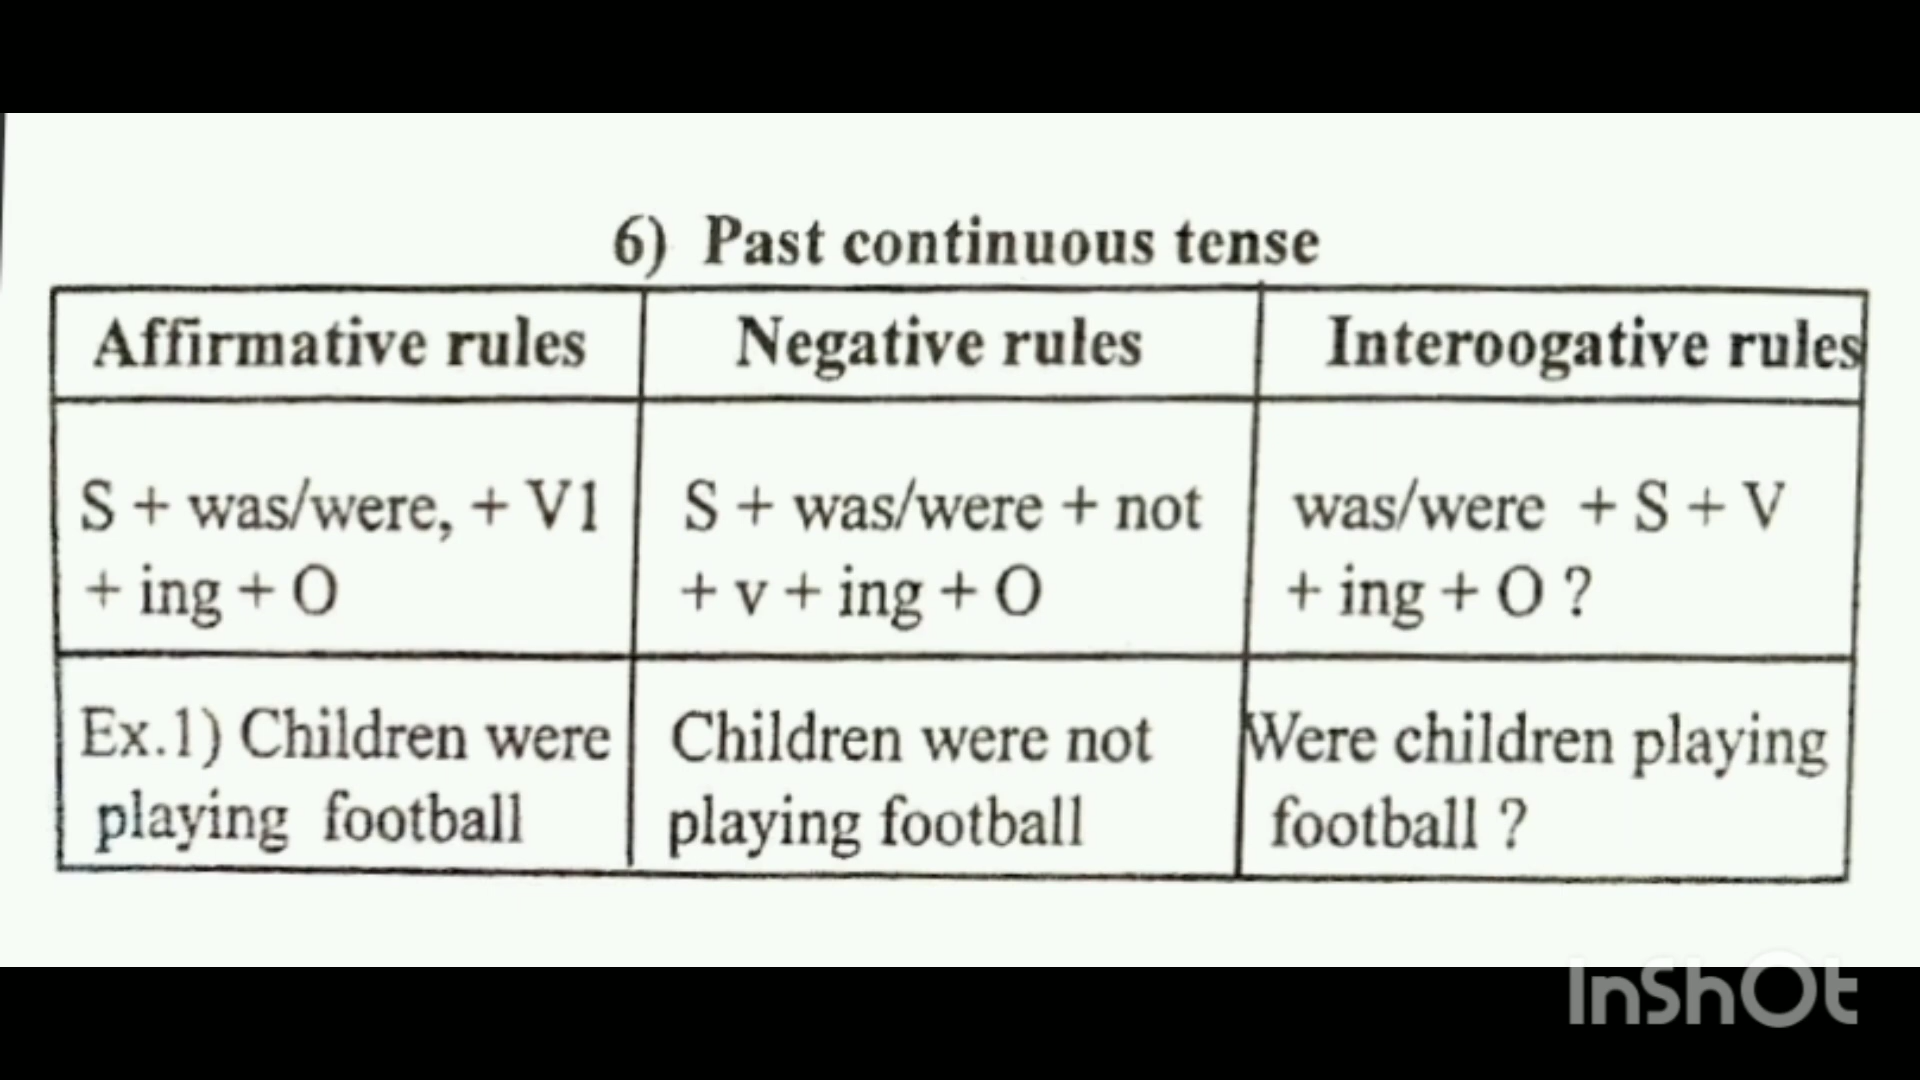 6) Past continuous tense
Affirmative rules
Negative rules
Interoogative rules
S + was/were, + V1
+ ing + O
S + was/were + not
+ v + ing + O
was/were + S + V
+ ing + O ?
Ex.1) Children were
playing football
Children were not
playing football
Were children playing
football ?
InShOt